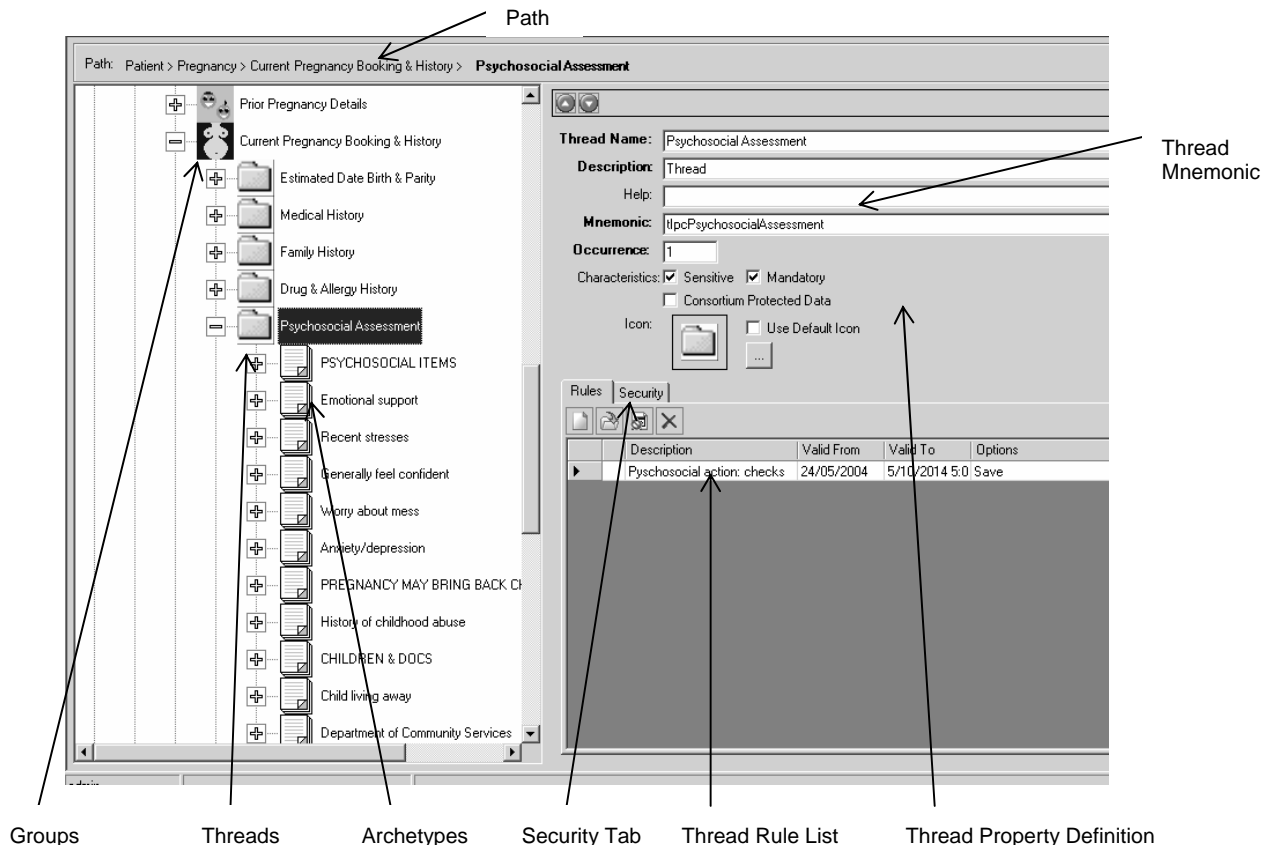 Path
Path: Patient > Pregnancy > Current Pregnancy Booking & History > Psychosocial Assessment
Prior Pregnancy Details
Current Pregnancy Booking & History
Estimated Date Birth & Parity
Medical History
Family History
Drug & Allergy History
Psychosocial Assessment
PSYCHOSOCIAL ITEMS
Emotional support
Recent stresses
Generally feel confident
Worry about mess
Anxiety/depression
PREGNANCY MAY BRING BACK CH
History of childhood abuse
CHILDREN & DOCS
Child living away
Department of Community Services
Thread Name: Psychosocial Assessment
Description: Thread
Help:
Mnemonic: tlpcPsychosocialAssessment
Occurrence: 1
Characteristics: Sensitive Mandatory
Consortium Protected Data
Icon: Use Default Icon
...
Rules Security
Description Valid From Valid To Options
Pyschosocial action: checks 24/05/2004 5/10/2014 5:0 Save
Thread
Mnemonic
Groups Threads Archetypes Security Tab Thread Rule List Thread Property Definition